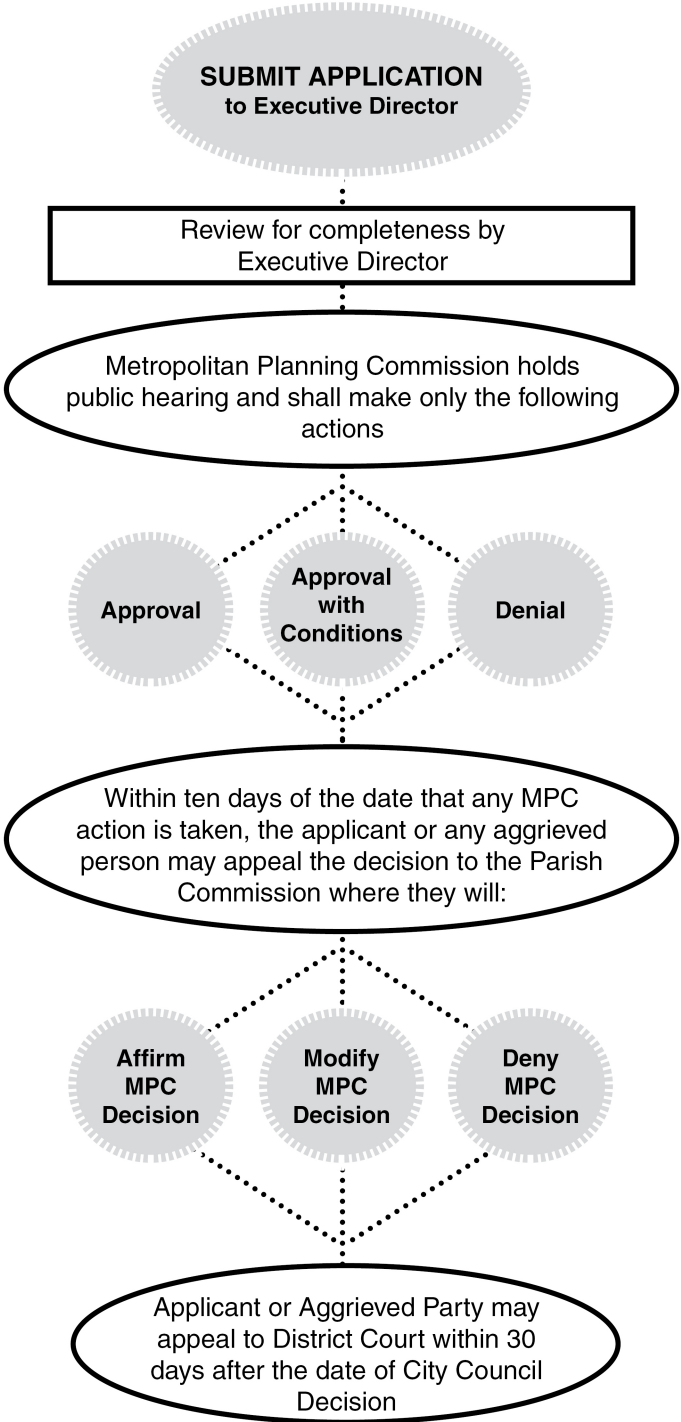 SUBMIT APPLICATION
to Executive Director
Review for completeness by
Executive Director
Metropolitan Planning Commission holds
public hearing and shall make only the following
actions
Approval
Approval
with
Conditions
Denial
Within ten days of the date that any MPC
action is taken, the applicant or any aggrieved
person may appeal the decision to the Parish
Commission where they will:
Affirm
MPC
Decision
Modify
MPC
Decision
Deny
MPC
Decision
Applicant or Aggrieved Party may
appeal to District Court within 30
days after the date of City Council
Decision